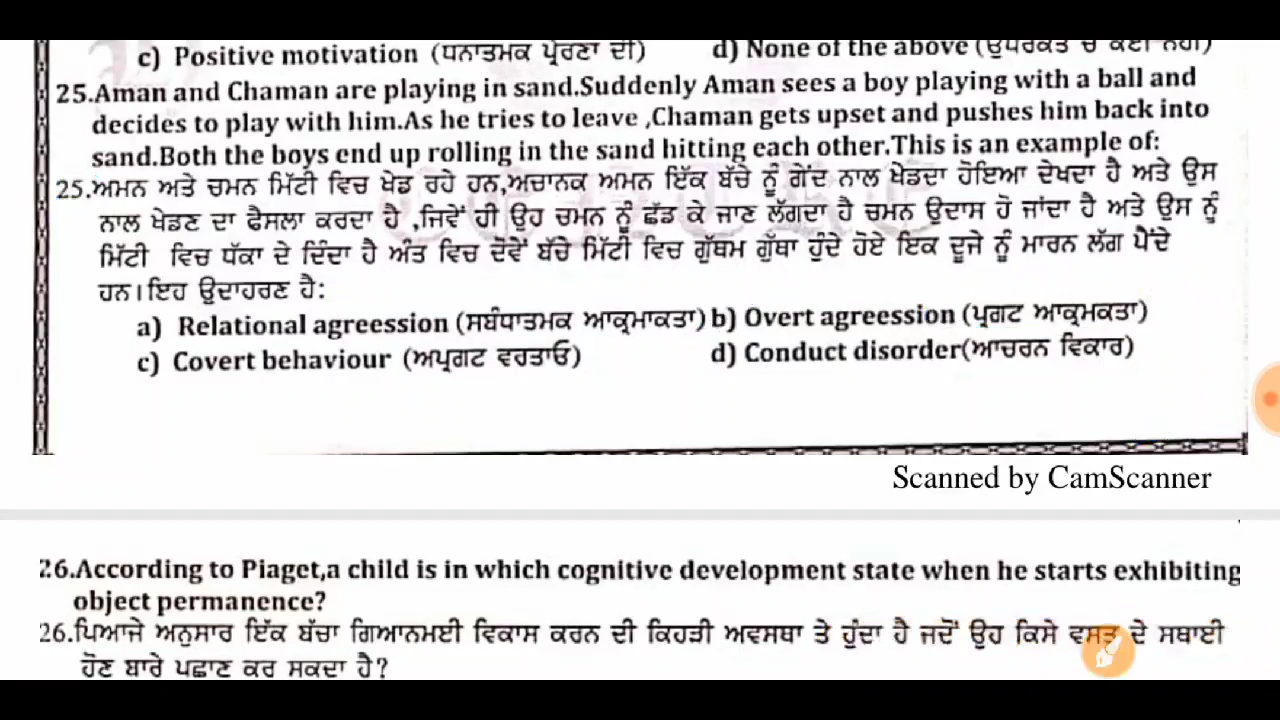 c) Positive motivation (ਧਨਾਤਮਕ ਪ੍ਰੇਰਣਾ ਦੀ) d) None of the above (ਉਪਰੋਕਤ ਚੋਂ ਕੋਈ ਨਹੀਂ)
25.Aman and Chaman are playing in sand.Suddenly Aman sees a boy playing with a ball and
decides to play with him.As he tries to leave ,Chaman gets upset and pushes him back into
sand.Both the boys end up rolling in the sand hitting each other.This is an example of:
25.ਅਮਨ ਅਤੇ ਚਮਨ ਮਿੱਟੀ ਵਿਚ ਖੇਡ ਰਹੇ ਹਨ,ਅਚਾਨਕ ਅਮਨ ਇੱਕ ਬੱਚੇ ਨੂੰ ਗੇਂਦ ਨਾਲ ਖੇਡਦਾ ਹੋਇਆ ਦੇਖਦਾ ਹੈ ਅਤੇ ਉਸ
ਨਾਲ ਖੇਡਣ ਦਾ ਫੈਸਲਾ ਕਰਦਾ ਹੈ ,ਜਿਵੇਂ ਹੀ ਉਹ ਚਮਨ ਨੂੰ ਛੱਡ ਕੇ ਜਾਣ ਲੱਗਦਾ ਹੈ ਚਮਨ ਉਦਾਸ ਹੋ ਜਾਂਦਾ ਹੈ ਅਤੇ ਉਸ ਨੂੰ
ਮਿੱਟੀ ਵਿਚ ਧੱਕਾ ਦੇ ਦਿੰਦਾ ਹੈ ਅੰਤ ਵਿਚ ਦੋਵੇਂ ਬੱਚੇ ਮਿੱਟੀ ਵਿਚ ਗੁੱਥਮ ਗੁੱਥਾ ਹੁੰਦੇ ਹੋਏ ਇਕ ਦੂਜੇ ਨੂੰ ਮਾਰਨ ਲੱਗ ਪੈਂਦੇ
ਹਨ। ਇਹ ਉਦਾਹਰਣ ਹੈ:
a) Relational agreession (ਸਬੰਧਾਤਮਕ ਆਕ੍ਰਮਾਕਤਾ) b) Overt agreession (ਪ੍ਰਗਟ ਆਕ੍ਰਮਕਤਾ)
c) Covert behaviour (ਅਪ੍ਰਗਟ ਵਰਤਾਓ) d) Conduct disorder(ਆਚਰਨ ਵਿਕਾਰ)
Scanned by CamScanner
26.According to Piaget,a child is in which cognitive development state when he starts exhibiting
object permanence?
26.ਪਿਆਜੇ ਅਨੁਸਾਰ ਇੱਕ ਬੱਚਾ ਗਿਆਨਮਈ ਵਿਕਾਸ ਕਰਨ ਦੀ ਕਿਹੜੀ ਅਵਸਥਾ ਤੇ ਹੁੰਦਾ ਹੈ ਜਦੋਂ ਉਹ ਕਿਸੇ ਵਸਤੂ ਦੇ ਸਥਾਈ
ਹੋਣ ਬਾਰੇ ਪਛਾਣ ਕਰ ਸਕਦਾ ਹੈ?